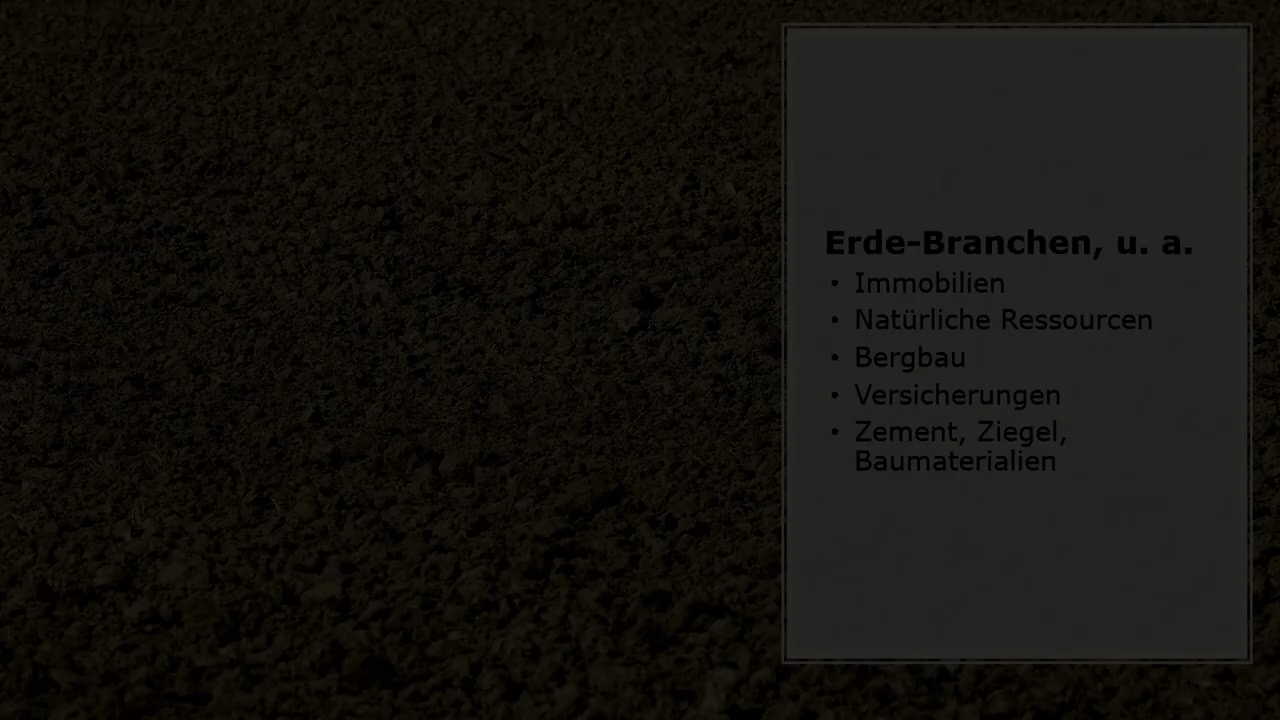 Erde-Branchen, u. a.
• Immobilien
• Natürliche Ressourcen
• Bergbau
• Versicherungen
• Zement, Ziegel,
Baumaterialien